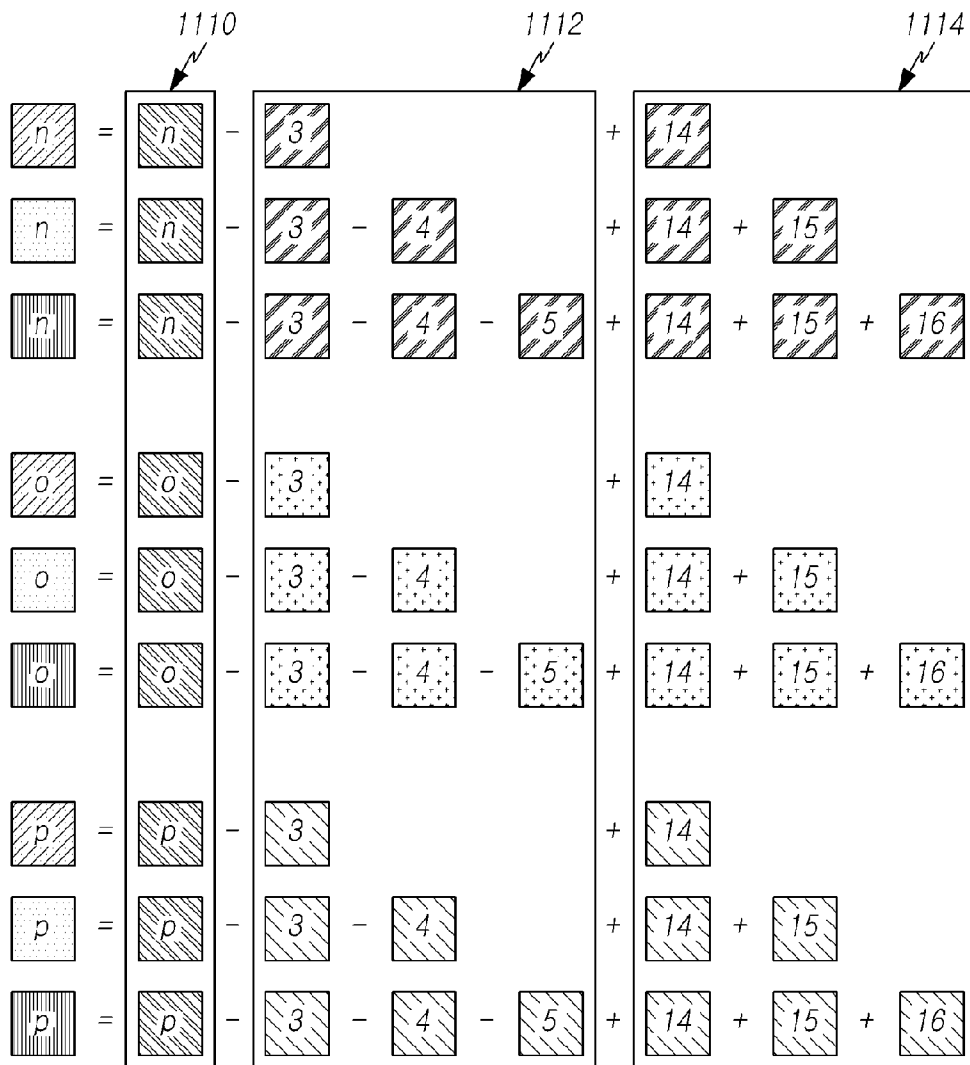 1110 1112 1114
n = n - 3 + 14
n = n - 3 - 4 + 14 + 15
n = n - 3 - 4 - 5 + 14 + 15 + 16
o = o - 3 + 14
o = o - 3 - 4 + 14 + 15
o = o - 3 - 4 - 5 + 14 + 15 + 16
p = p - 3 + 14
p = p - 3 - 4 + 14 + 15
p = p - 3 - 4 - 5 + 14 + 15 + 16